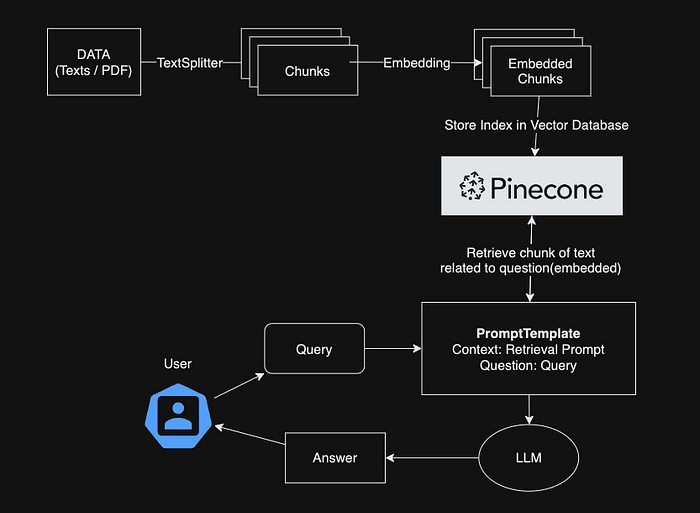 DATA
(Texts / PDF)
TextSplitter
Chunks
Embedding
Embedded
Chunks
Store Index in Vector Database
Pinecone
Retrieve chunk of text
related to question(embedded)
PromptTemplate
Context: Retrieval Prompt
Question: Query
Query
User
Answer
LLM